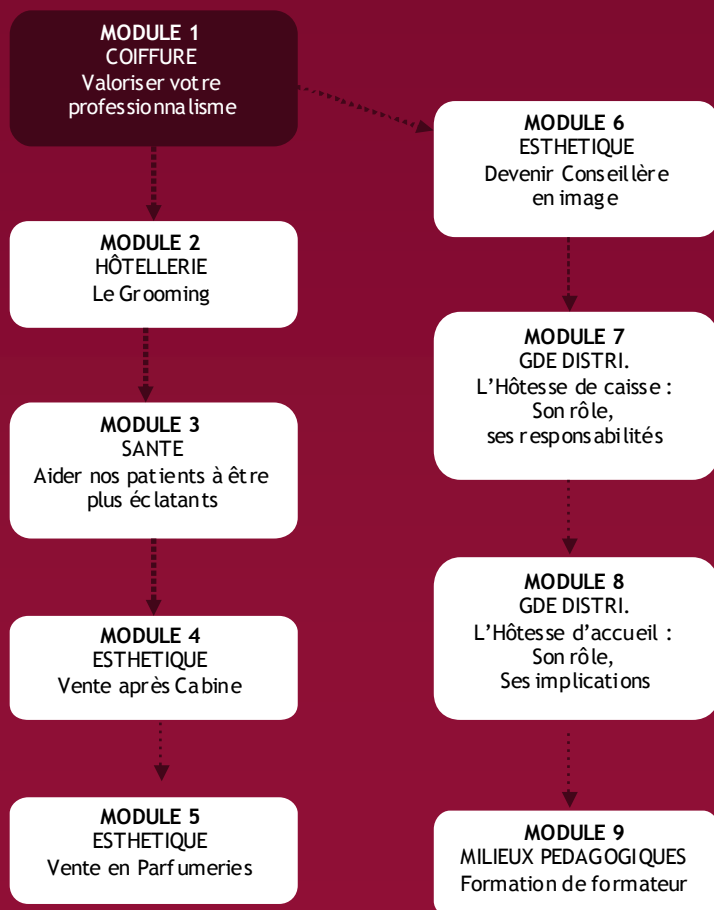 MODULE 1
COIFFURE
Valoriser votre
professionnalisme
MODULE 2
HÔTELLERIE
Le Grooming
MODULE 3
SANTE
Aider nos patients à être
plus éclatants
MODULE 4
ESTHETIQUE
Vente après Cabine
MODULE 5
ESTHETIQUE
Vente en Parfumeries
MODULE 6
ESTHETIQUE
Devenir Conseillère
en image
MODULE 7
GDE DISTRI.
L’Hôtesse de caisse :
Son rôle,
ses responsabilités
MODULE 8
GDE DISTRI.
L’Hôtesse d’accueil :
Son rôle,
Ses implications
MODULE 9
MILIEUX PEDAGOGIQUES
Formation de formateur